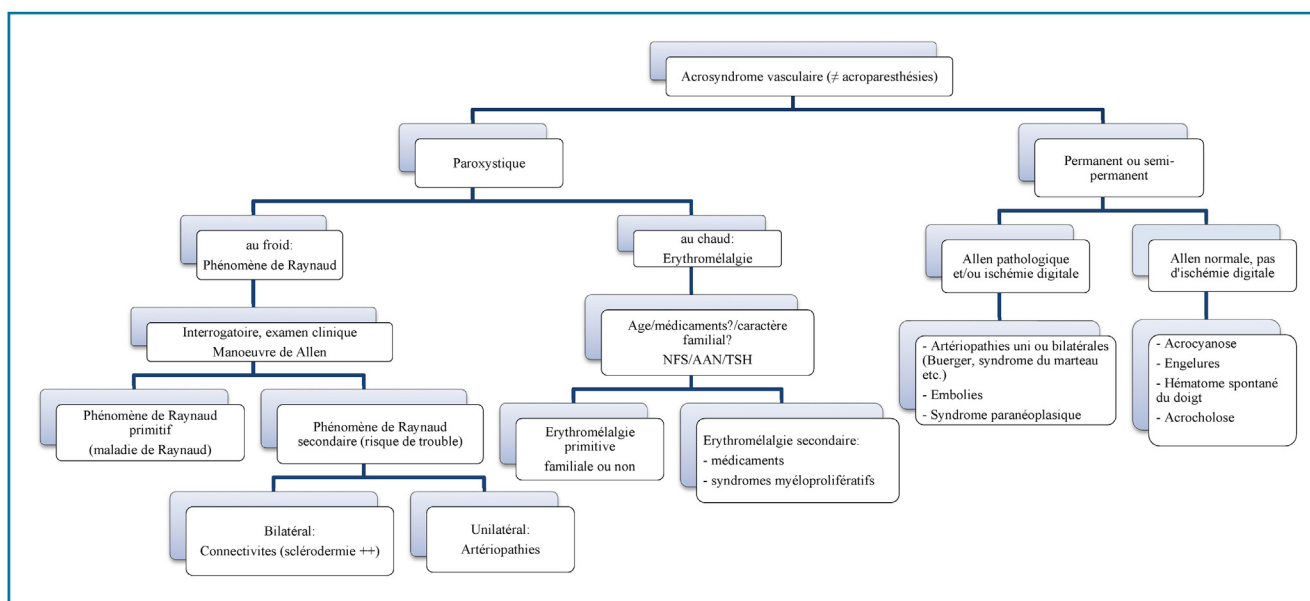 Acrosyndrome vasculaire (≠ acroparesthésies)
Paroxystique
Permanent ou semi-
permanent
au froid:
Phénomène de Raynaud
au chaud:
Erythromélalgie
Allen pathologique
et/ou ischémie digitale
Allen normale, pas
d'ischémie digitale
Interrogatoire, examen clinique
Manoeuvre de Allen
Age/médicaments?/caractère
familial?
NFS/AAN/TSH
- Artériopathies uni ou bilatérales
(Buerger, syndrome du marteau
etc.)
- Embolies
- Syndrome paranéoplasique
- Acrocyanose
- Engelures
- Hématome spontané
du doigt
- Acrocholose
Phénomène de Raynaud
primitif
(maladie de Raynaud)
Phénomène de Raynaud
secondaire (risque de trouble)
Erythromélalgie
primitive
familiale ou non
Erythromélalgie secondaire:
- médicaments
- syndromes myéloprolifératifs
Bilatéral:
Connectivites (sclérodermie ++)
Unilatéral:
Artériopathies